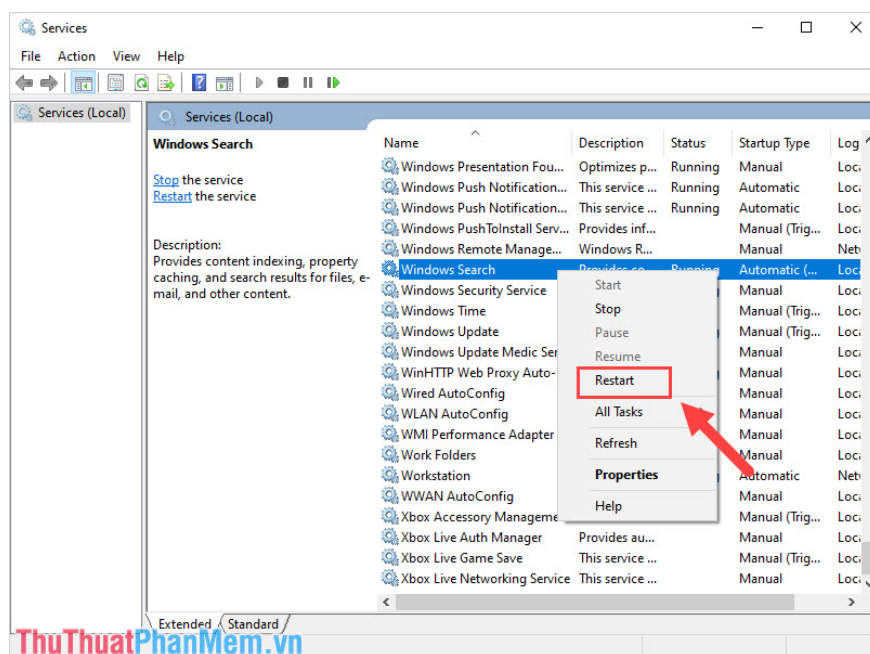 Services
File Action View Help
Services (Local)
Services (Local)
Windows Search
Stop the service
Restart the service
Description:
Provides content indexing, property
caching, and search results for files, e-
mail, and other content.
Name Description Status Startup Type Log
Windows Presentation Fou... Optimizes p... Running Manual Loca
Windows Push Notification... This service ... Running Automatic Loca
Windows Push Notification... This service ... Running Automatic Loca
Windows PushToInstall Serv... Provides inf... Manual (Trig... Loca
Windows Remote Manage... Windows R... Manual Netw
Windows Search Provides co... Running Automatic (... Loca
Windows Security Service Manual Loca
Windows Time Manual (Trig... Loca
Windows Update Manual (Trig... Loca
Windows Update Medic Ser Manual Loca
WinHTTP Web Proxy Auto- Manual Loca
Wired AutoConfig Manual Loca
WLAN AutoConfig Manual Loca
WMI Performance Adapter Manual Loca
Work Folders Manual Loca
Workstation Automatic Netw
WWAN AutoConfig Manual Loca
Xbox Accessory Manageme Manual (Trig... Loca
Xbox Live Auth Manager Provides au... Manual Loca
Xbox Live Game Save This service ... Manual (Trig... Loca
Xbox Live Networking Service This service ... Manual Loca
Start
Stop
Pause
Resume
Restart
All Tasks
Refresh
Properties
Help
Extended Standard
ThuThuatPhanMem.vn